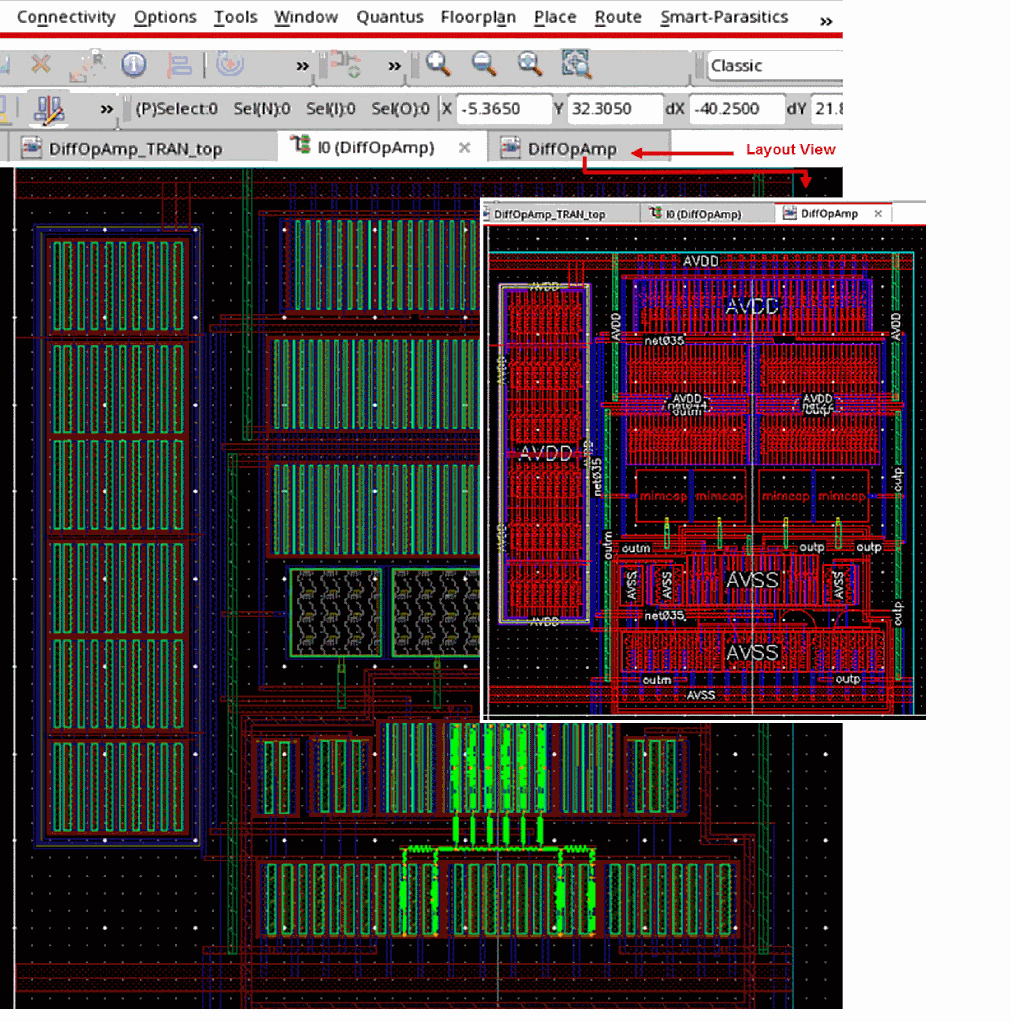 Connectivity Options Tools Window Quantus Floorplan Place Route Smart-Parasitics »
» » Classic
» (P)Select:0 Sel(N):0 Sel(I):0 Sel(O):0 X -5.3650 Y 32.3050 dX -40.2500 dY 21.8
DiffOpAmp_TRAN_top I0 (DiffOpAmp) × DiffOpAmp Layout View
DiffOpAmp_TRAN_top I0 (DiffOpAmp) DiffOpAmp ×
AVDD
AVDD
AVDD
AVDD
AVDD
net035
AVDD
AVDD AVDD
outm outp
AVDD
AVDD
net035
outp
mimcap mimcap mimcap mimcap
AVDD
outm
outm outp outp
AVSS AVSS AVSS AVSS
outp
net035
AVDD
AVSS
outm outp
AVSS